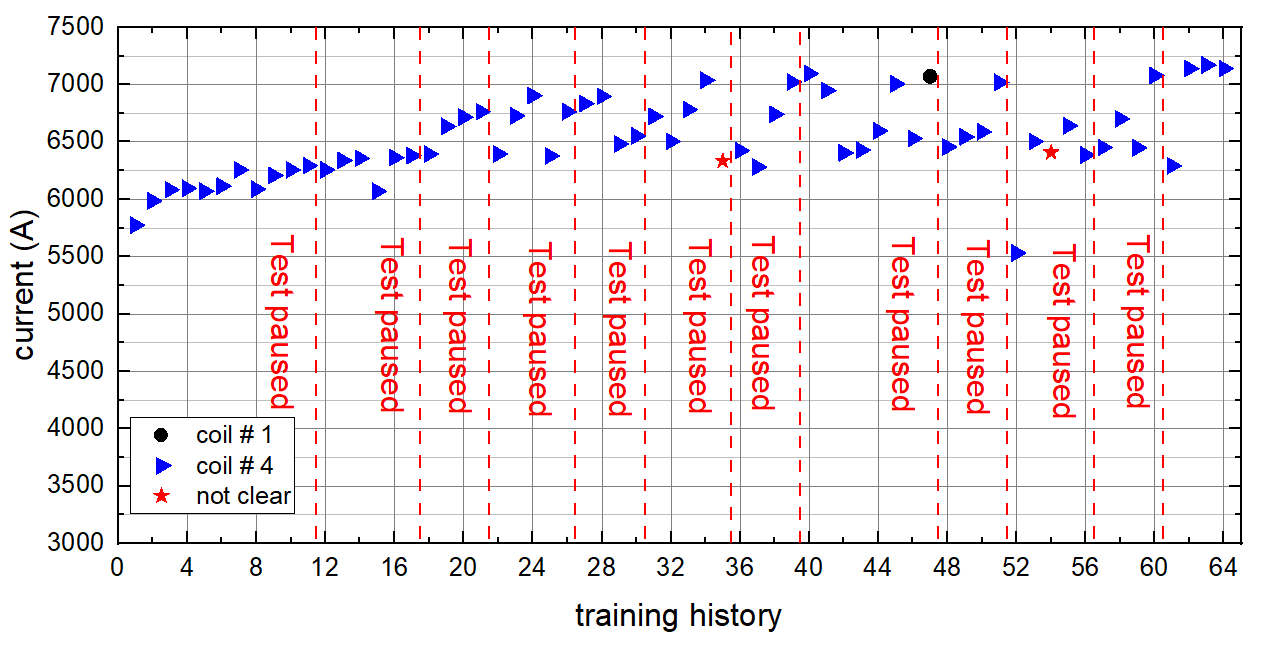 7500
7000
6500
6000
5500
5000
4500
4000
3500
3000
current (A)
Test paused
Test paused
Test paused
Test paused
Test paused
Test paused
Test paused
Test paused
Test paused
Test paused
Test paused
coil # 1
coil # 4
not clear
0 4 8 12 16 20 24 28 32 36 40 44 48 52 56 60 64
training history